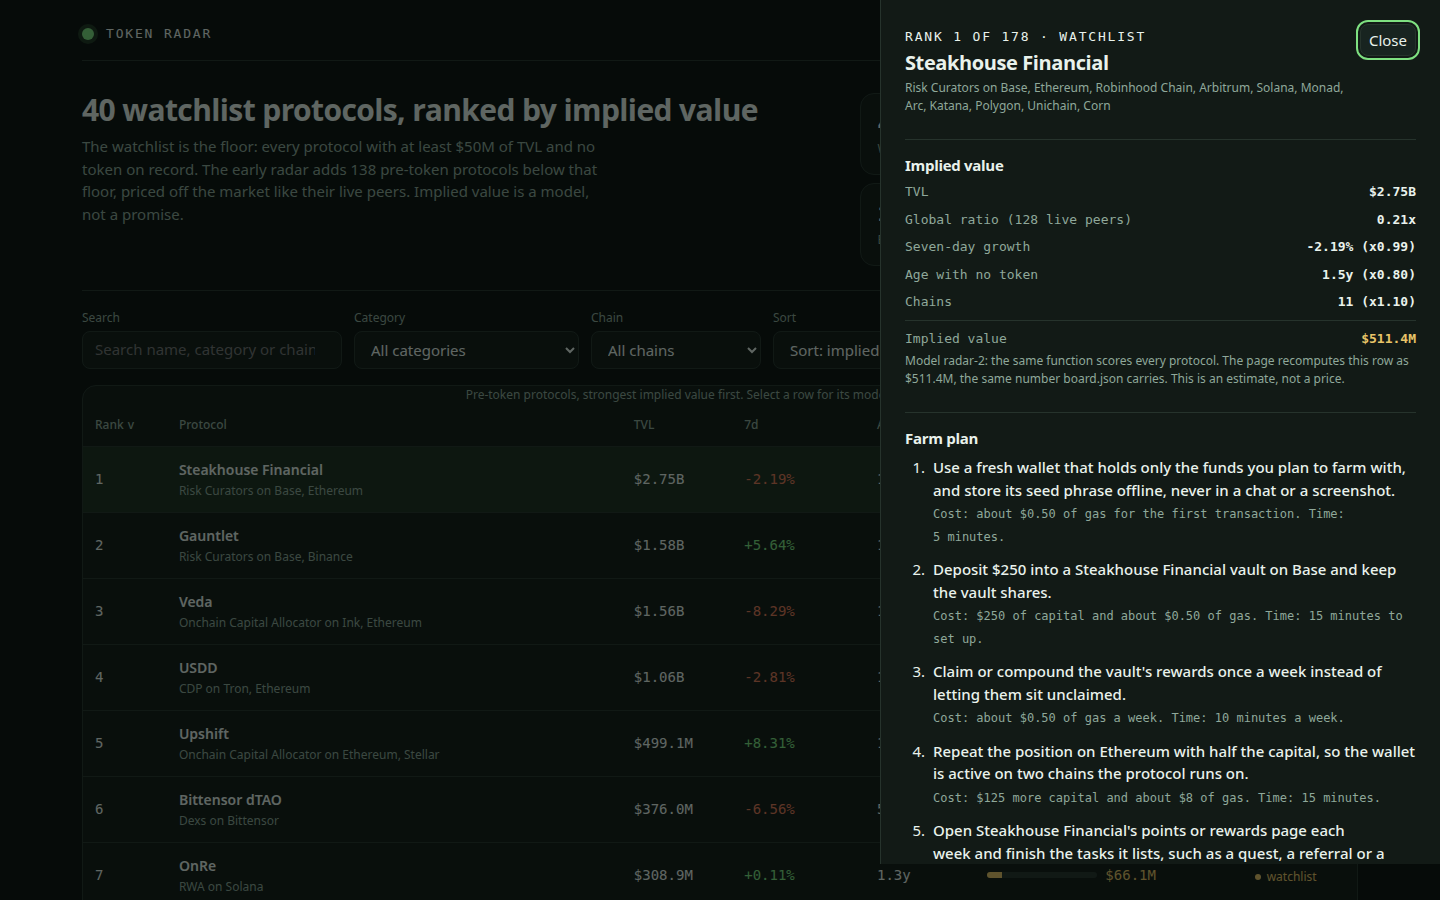 TOKEN RADAR
40 watchlist protocols, ranked by implied value
The watchlist is the floor: every protocol with at least $50M of TVL and no
token on record. The early radar adds 138 pre-token protocols below that
floor, priced off the market like their live peers. Implied value is a model,
not a promise.
Search
Category
Chain
Sort
Search name, category or chain
All categories
All chains
Sort: implied
Pre-token protocols, strongest implied value first. Select a row for its
Rank v Protocol TVL 7d
1 Steakhouse Financial $2.75B -2.19%
Risk Curators on Base, Ethereum
2 Gauntlet $1.58B +5.64%
Risk Curators on Base, Binance
3 Veda $1.56B -8.29%
Onchain Capital Allocator on Ink, Ethereum
4 USDD $1.06B -2.81%
CDP on Tron, Ethereum
5 Upshift $499.1M +8.31%
Onchain Capital Allocator on Ethereum, Stellar
6 Bittensor dTAO $376.0M -6.56%
Dexs on Bittensor
7 OnRe $308.9M +0.11% 1.3y $66.1M watchlist
RWA on Solana
RANK 1 OF 178 · WATCHLIST
Close
Steakhouse Financial
Risk Curators on Base, Ethereum, Robinhood Chain, Arbitrum, Solana, Monad,
Arc, Katana, Polygon, Unichain, Corn
Implied value
TVL $2.75B
Global ratio (128 live peers) 0.21x
Seven-day growth -2.19% (x0.99)
Age with no token 1.5y (x0.80)
Chains 11 (x1.10)
Implied value $511.4M
Model radar-2: the same function scores every protocol. The page recomputes this row as
$511.4M, the same number board.json carries. This is an estimate, not a price.
Farm plan
1. Use a fresh wallet that holds only the funds you plan to farm with,
and store its seed phrase offline, never in a chat or a screenshot.
Cost: about $0.50 of gas for the first transaction. Time:
5 minutes.
2. Deposit $250 into a Steakhouse Financial vault on Base and keep
the vault shares.
Cost: $250 of capital and about $0.50 of gas. Time: 15 minutes to
set up.
3. Claim or compound the vault's rewards once a week instead of
letting them sit unclaimed.
Cost: about $0.50 of gas a week. Time: 10 minutes a week.
4. Repeat the position on Ethereum with half the capital, so the wallet
is active on two chains the protocol runs on.
Cost: $125 more capital and about $8 of gas. Time: 15 minutes.
5. Open Steakhouse Financial's points or rewards page each
week and finish the tasks it lists, such as a quest, a referral or a